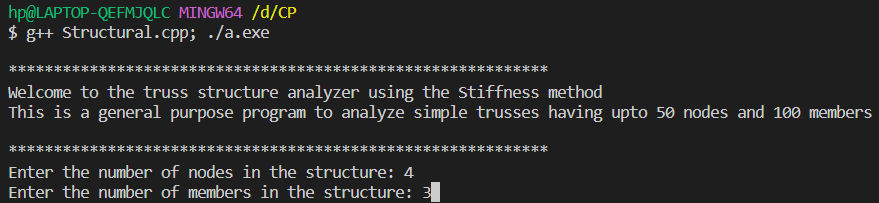 hp@LAPTOP-QEFMJQLC MINGW64 /d/CP
$ g++ Structural.cpp; ./a.exe
************************************************************
Welcome to the truss structure analyzer using the Stiffness method
This is a general purpose program to analyze simple trusses having upto 50 nodes and 100 members
************************************************************
Enter the number of nodes in the structure: 4
Enter the number of members in the structure: 3